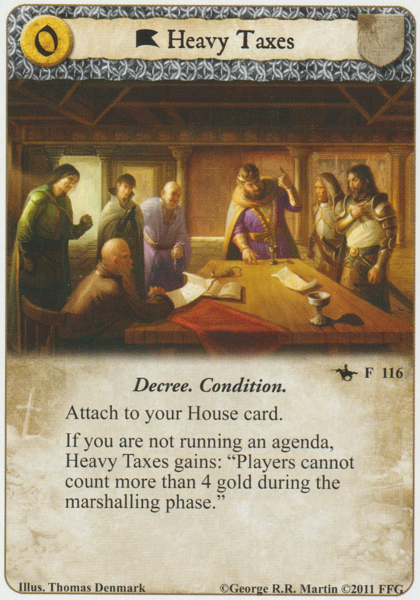 0
Heavy Taxes
F 116
Decree. Condition.
Attach to your House card.
If you are not running an agenda,
Heavy Taxes gains: “Players cannot
count more than 4 gold during the
marshalling phase.”
Illus. Thomas Denmark
©George R.R. Martin ©2011 FFG